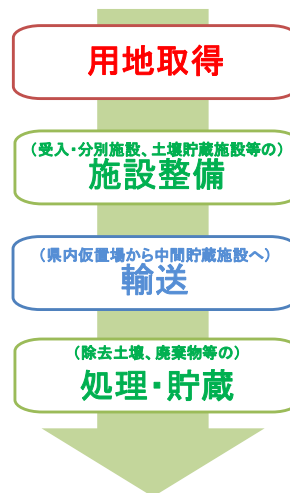 用地取得
（受入・分別施設、土壌貯蔵施設等の）
施設整備
（県内仮置場から中間貯蔵施設へ）
輸送
（除去土壌、廃棄物等の）
処理・貯蔵